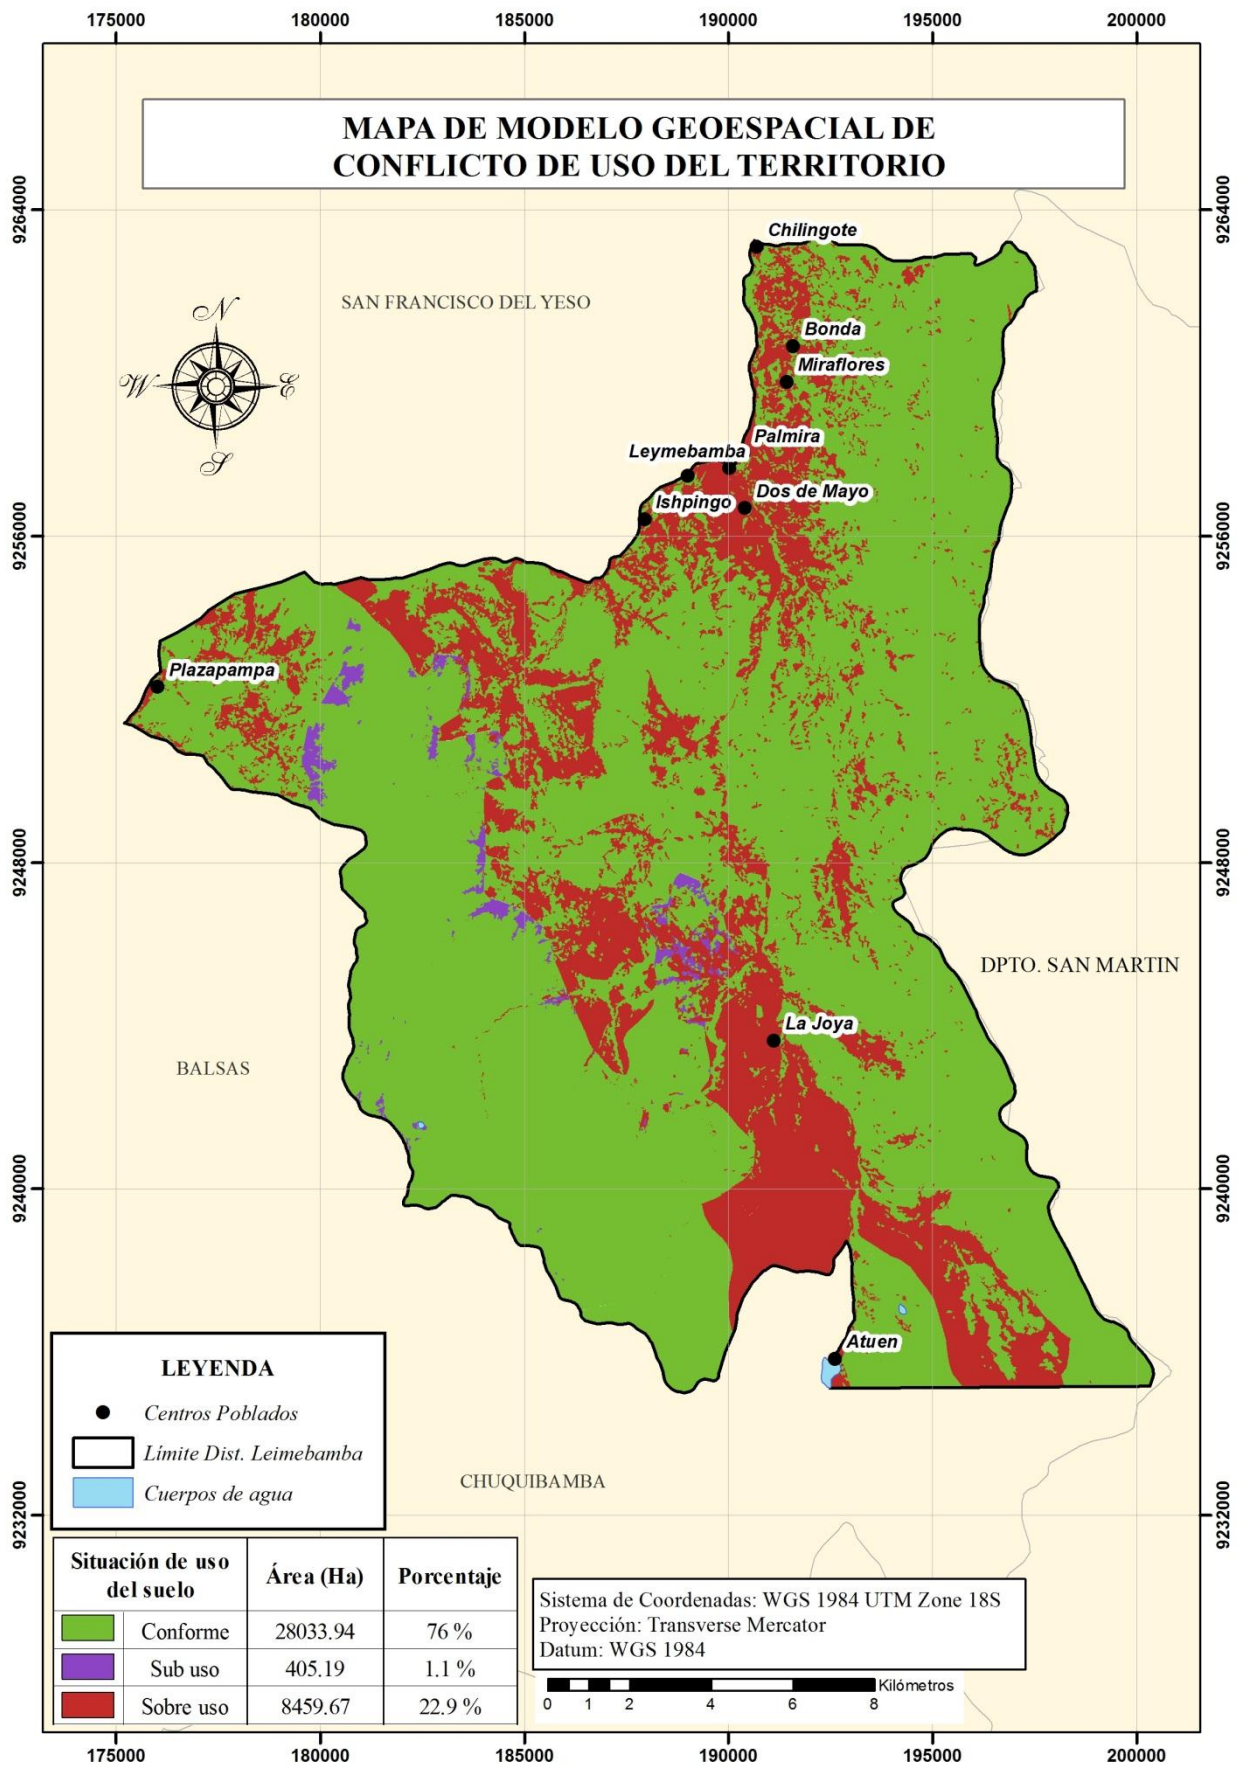 175000 180000 185000 190000 195000 200000
MAPA DE MODELO GEOESPACIAL DE
CONFLICTO DE USO DEL TERRITORIO
9264000 9264000
Chilingote
SAN FRANCISCO DEL YESO
N
Bonda
W E
Miraflores
S
Palmira
Leymebamba
Dos de Mayo
Ishpingo
9256000 9256000
Plazapampa
9248000 9248000
DPTO. SAN MARTIN
La Joya
BALSAS
9240000 9240000
Atuen
LEYENDA
Centros Poblados
Límite Dist. Leimebamba
Cuerpos de agua
CHUQUIBAMBA
9232000 9232000
Situación de uso
del suelo
Área (Ha)
Porcentaje
Conforme 28033.94 76 %
Sub uso 405.19 1.1 %
Sobre uso 8459.67 22.9 %
Sistema de Coordenadas: WGS 1984 UTM Zone 18S
Proyección: Transverse Mercator
Datum: WGS 1984
Kilómetros
0 1 2 4 6 8
175000 180000 185000 190000 195000 200000